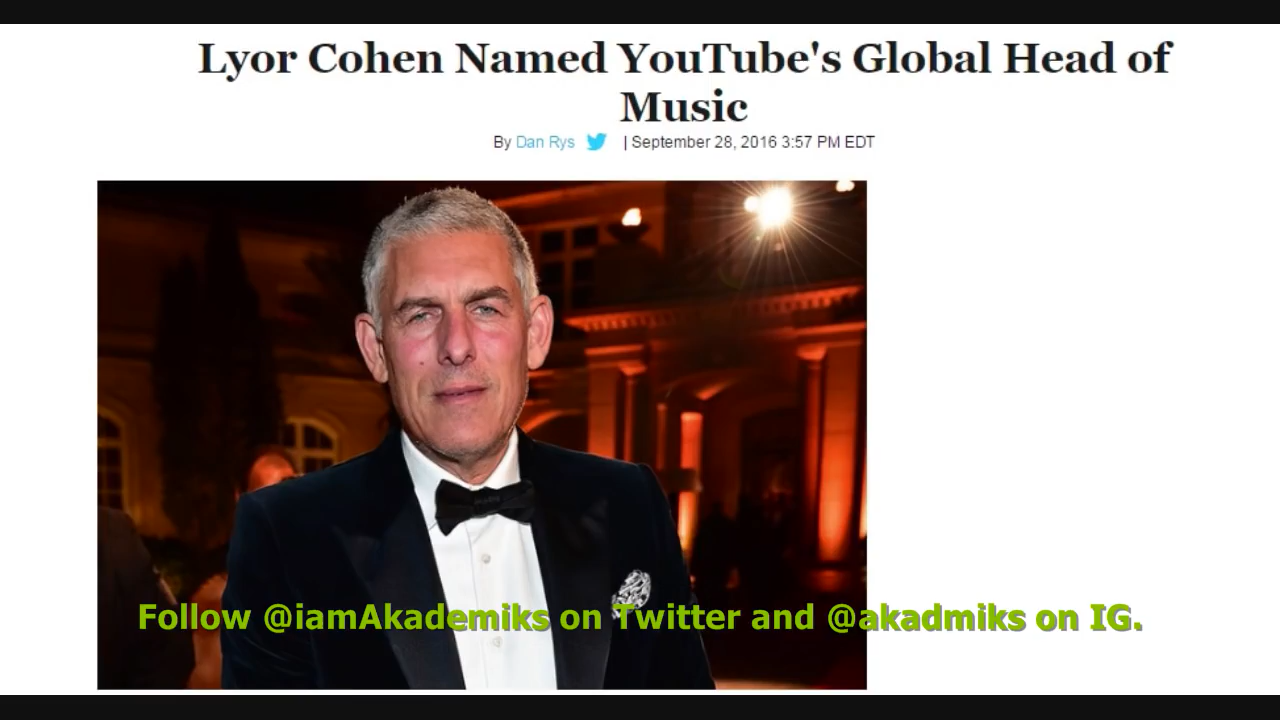 Lyor Cohen Named YouTube's Global Head of
Music
By Dan Rys | September 28, 2016 3:57 PM EDT
Follow @iamAkademiks on Twitter and @akadmiks on IG.